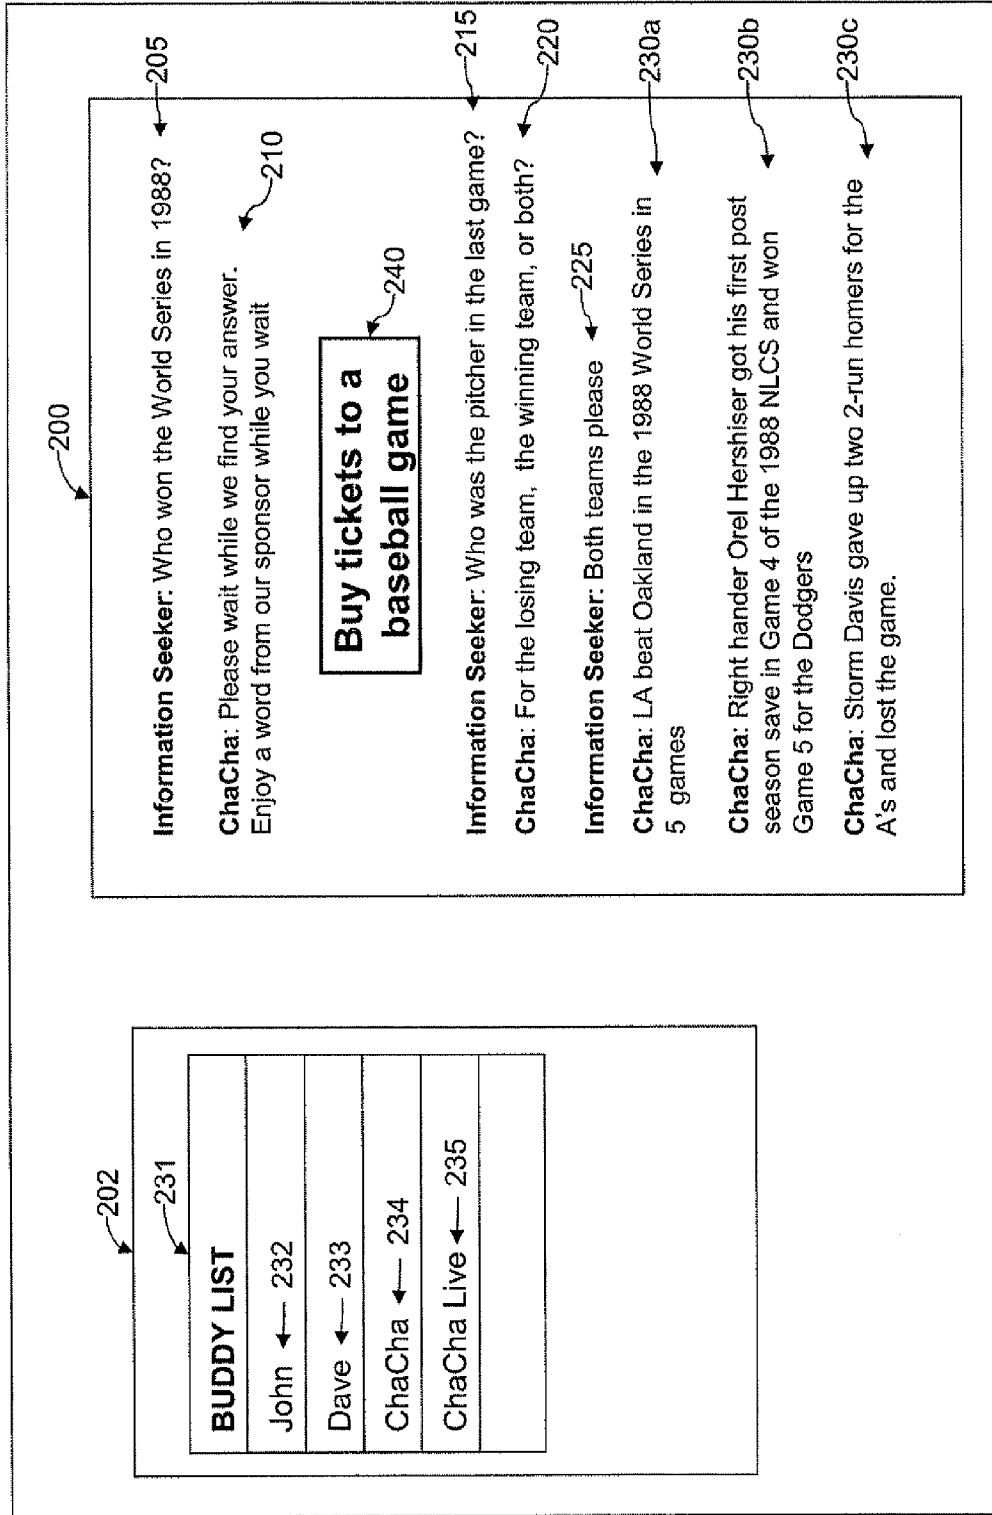 202
231
BUDDY LIST
John 232
Dave 233
ChaCha 234
ChaCha Live 235
200
Information Seeker: Who won the World Series in 1988? 205
ChaCha: Please wait while we find your answer. 210
Enjoy a word from our sponsor while you wait
Buy tickets to a 240
baseball game
Information Seeker: Who was the pitcher in the last game? 215
ChaCha: For the losing team, the winning team, or both? 220
Information Seeker: Both teams please 225
ChaCha: LA beat Oakland in the 1988 World Series in 230a
5 games
ChaCha: Right hander Orel Hershiser got his first post 230b
season save in Game 4 of the 1988 NLCS and won
Game 5 for the Dodgers
ChaCha: Storm Davis gave up two 2-run homers for the 230c
A's and lost the game.